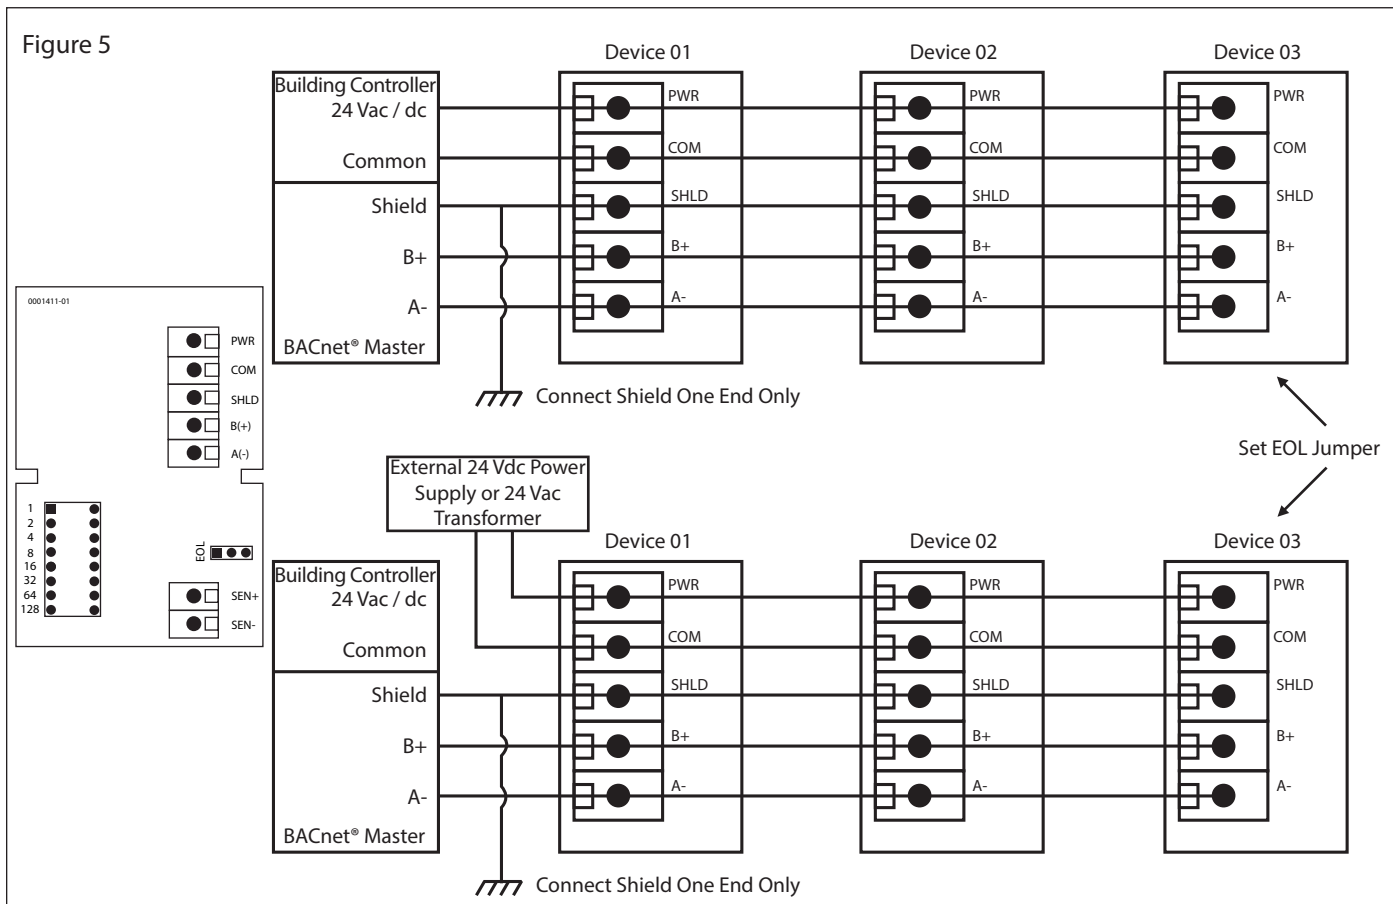 Figure 5
Device 01
Device 02
Device 03
Building Controller
24 Vac / dc
Common
Shield
B+
A-
BACnet® Master
PWR
COM
SHLD
B+
A-
PWR
COM
SHLD
B+
A-
PWR
COM
SHLD
B+
A-
Connect Shield One End Only
Set EOL Jumper
0001411-01
PWR
COM
SHLD
B(+)
A(-)
1
2
4
8
16
32
64
128
EOL
SEN+
SEN-
External 24 Vdc Power
Supply or 24 Vac
Transformer
Device 01
Device 02
Device 03
Building Controller
24 Vac / dc
Common
Shield
B+
A-
BACnet® Master
PWR
COM
SHLD
B+
A-
PWR
COM
SHLD
B+
A-
PWR
COM
SHLD
B+
A-
Connect Shield One End Only